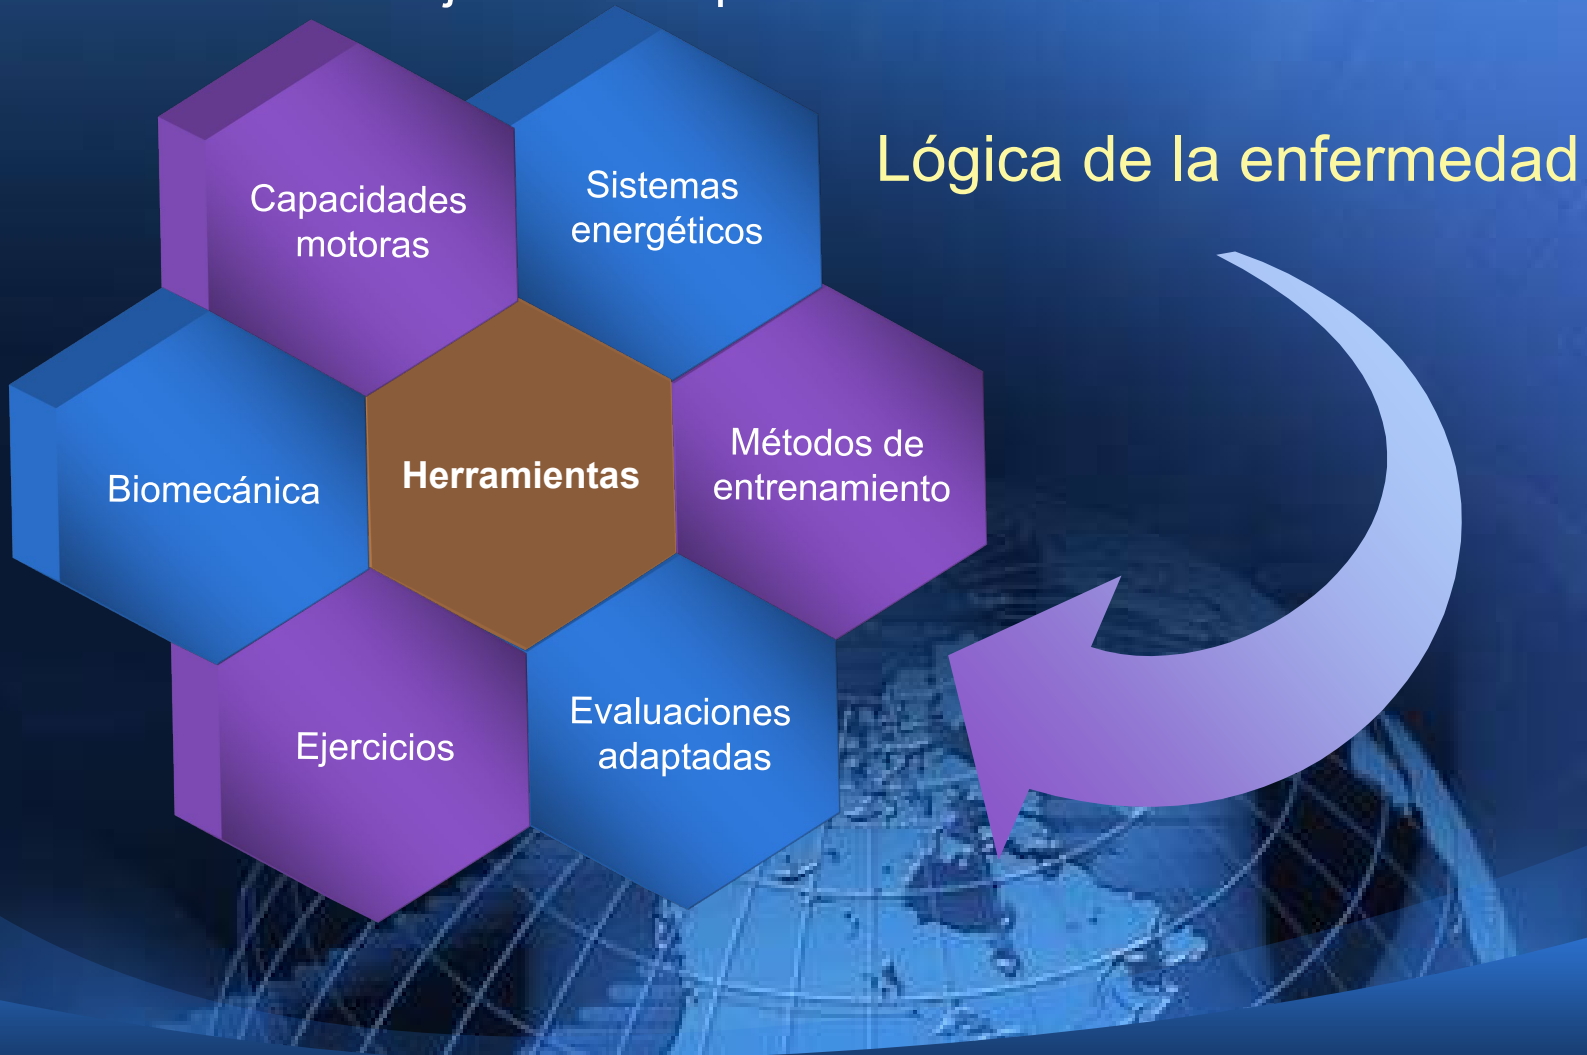 Capacidades
motoras
Sistemas
energéticos
Lógica de la enfermedad
Biomecánica
Herramientas
Métodos de
entrenamiento
Ejercicios
Evaluaciones
adaptadas